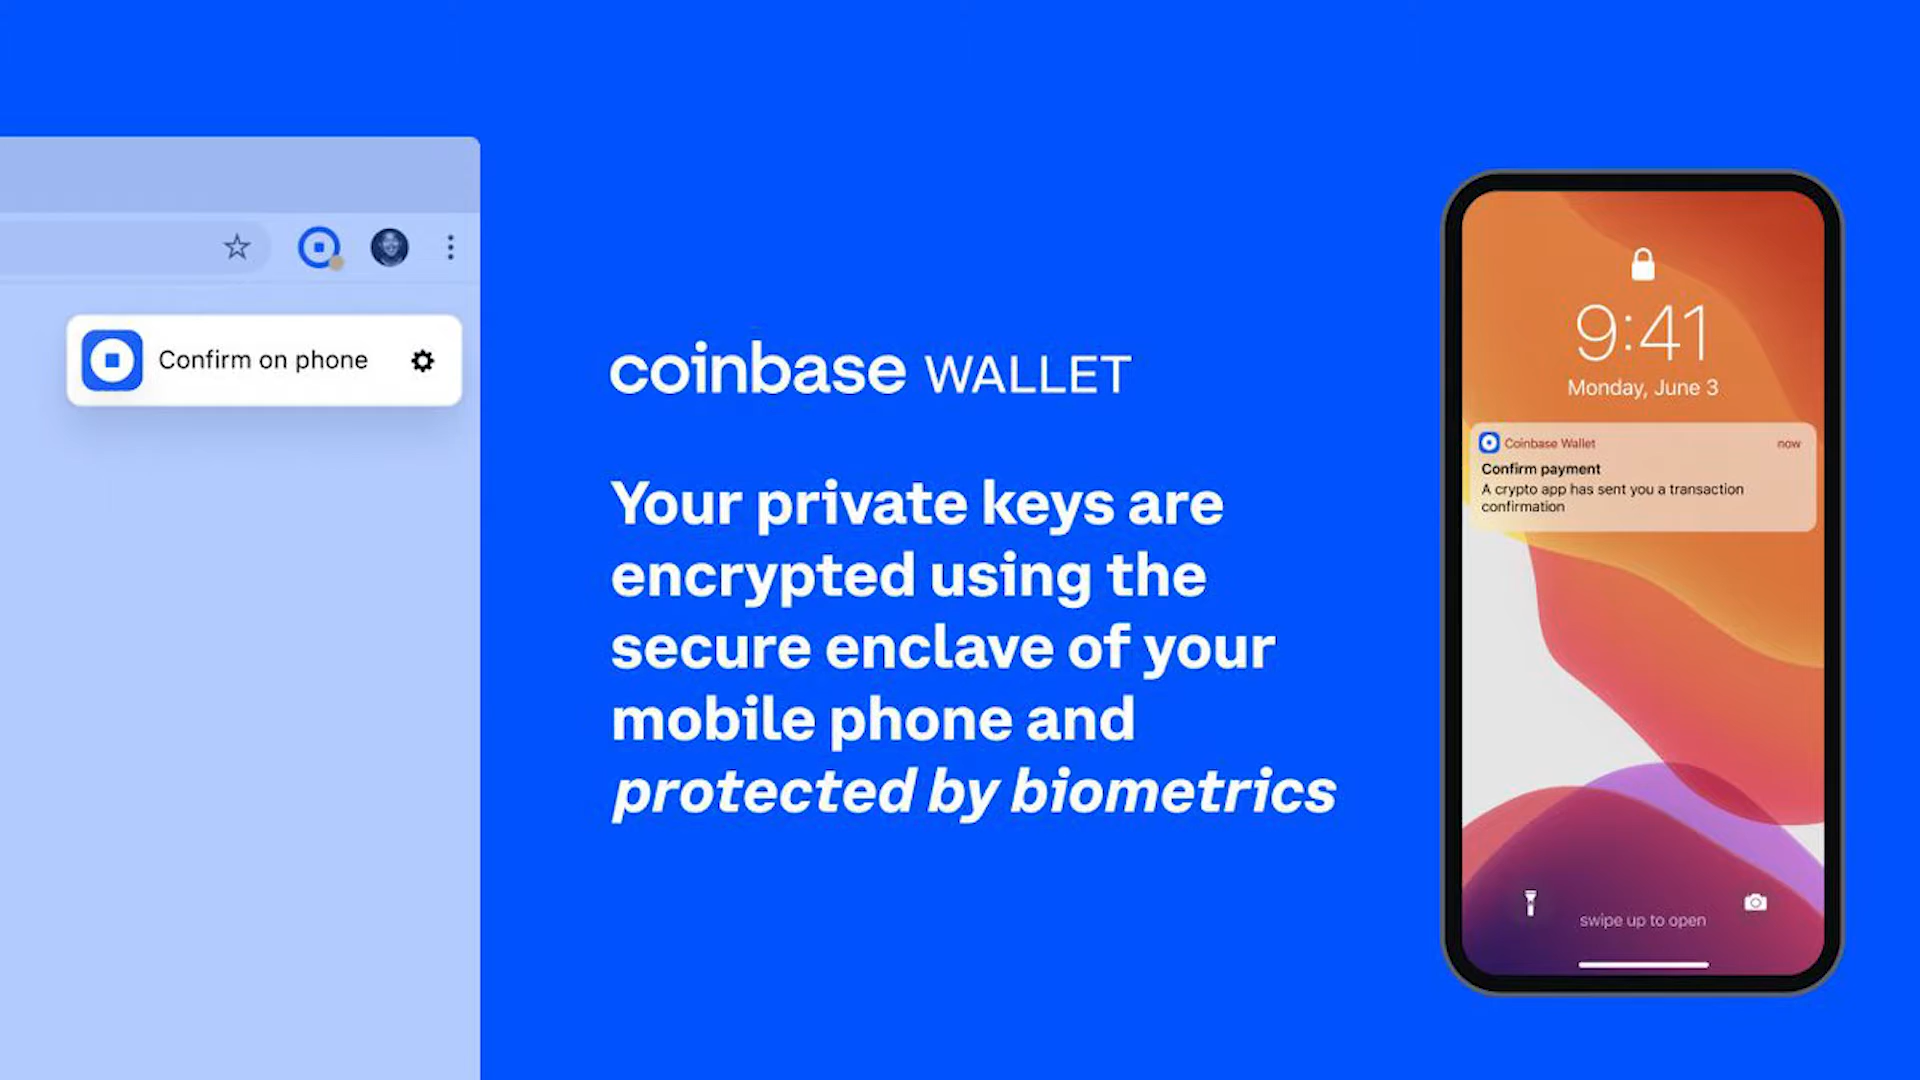 Confirm on phone
coinbase WALLET
Your private keys are
encrypted using the
secure enclave of your
mobile phone and
protected by biometrics
9:41
Monday, June 3
Coinbase Wallet now
Confirm payment
A crypto app has sent you a transaction
confirmation
swipe up to open